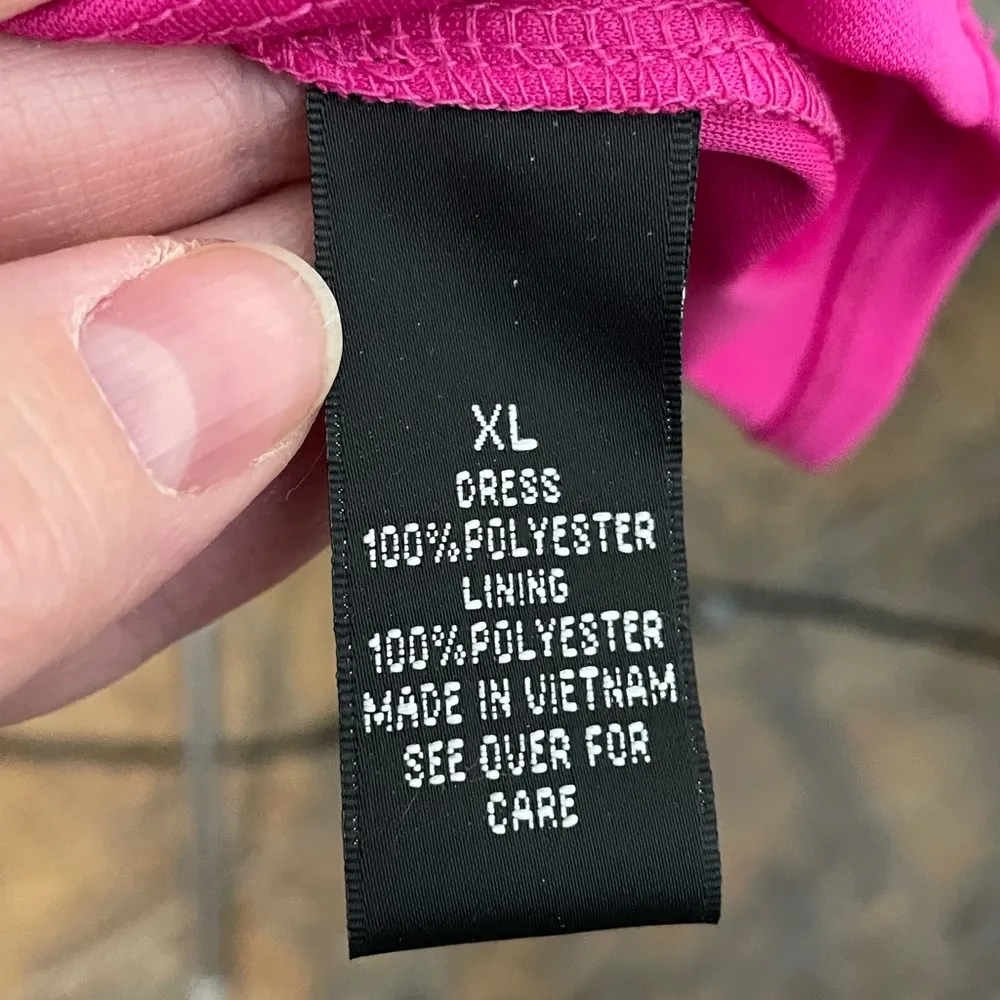 XL
DRESS
100% POLYESTER
LINING
100% POLYESTER
MADE IN VIETNAM
SEE OVER FOR
CARE